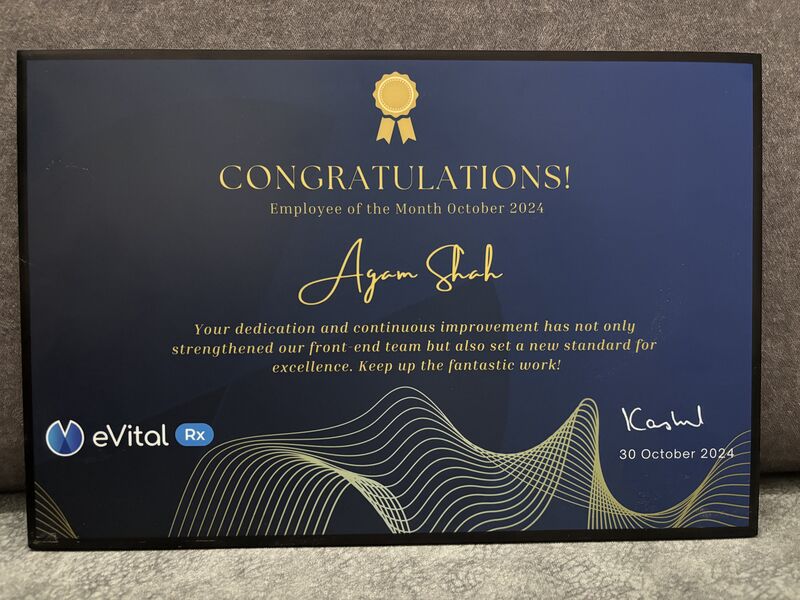 CONGRATULATIONS!
Employee of the Month October 2024
Agam Shah
Your dedication and continuous improvement has not only
strengthened our front-end team but also set a new standard for
excellence. Keep up the fantastic work!
eVital Rx
30 October 2024